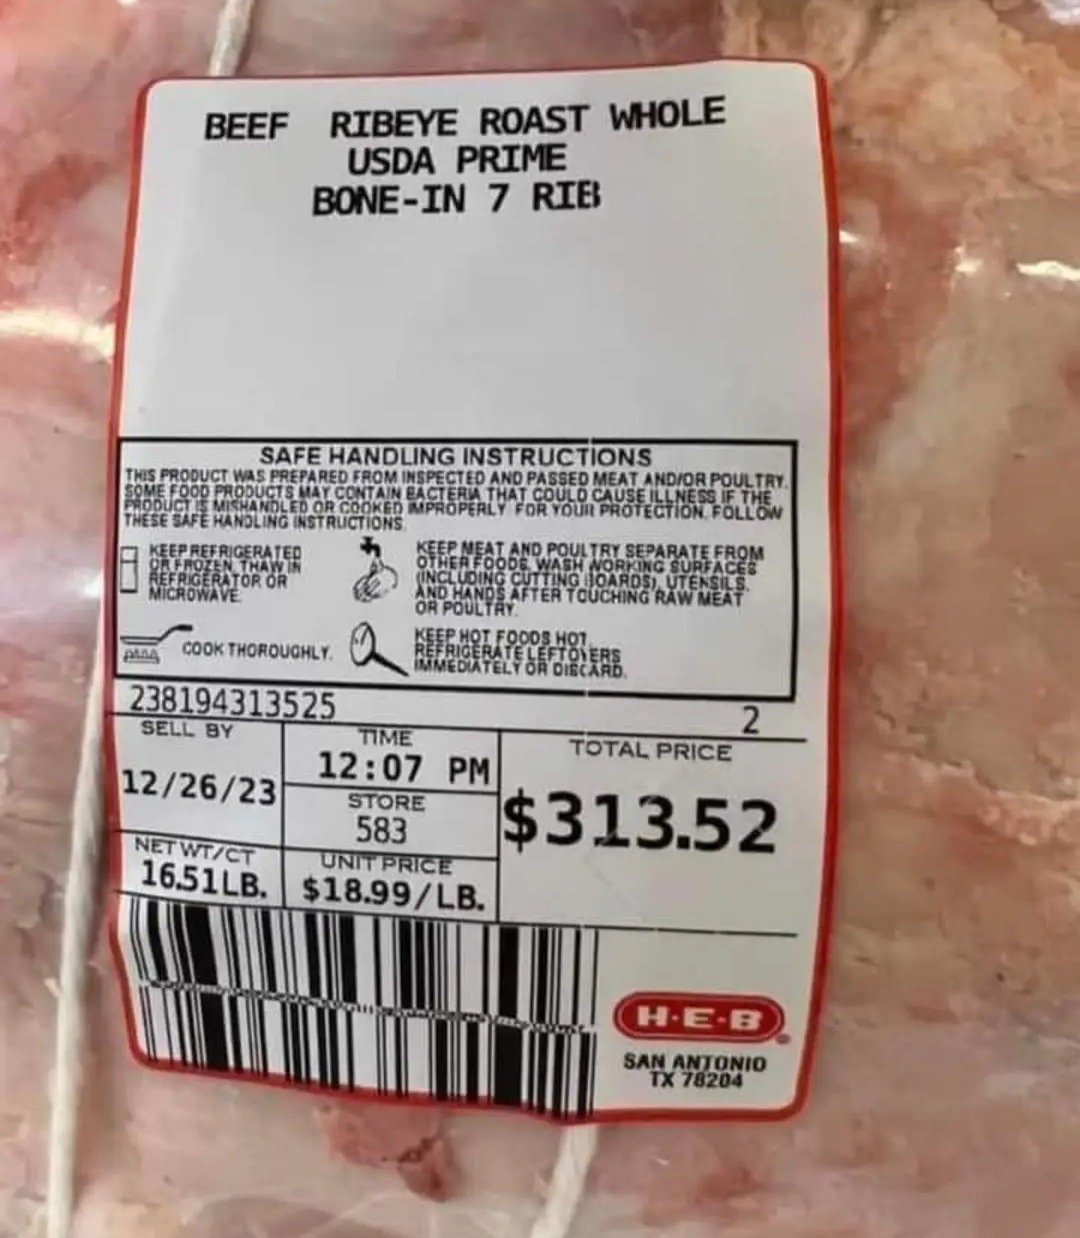 BEEF RIBEYE ROAST WHOLE
USDA PRIME
BONE-IN 7 RIB
SAFE HANDLING INSTRUCTIONS
THIS PRODUCT WAS PREPARED FROM INSPECTED AND PASSED MEAT AND/OR POULTRY.
SOME FOOD PRODUCTS MAY CONTAIN BACTERIA THAT COULD CAUSE ILLNESS IF THE
PRODUCT IS MISHANDLED OR COOKED IMPROPERLY FOR YOUR PROTECTION, FOLLOW
THESE SAFE HANDLING INSTRUCTIONS
KEEP REFRIGERATED
OR FROZEN. THAW IN
REFRIGERATOR OR
MICROWAVE.
KEEP MEAT AND POULTRY SEPARATE FROM
OTHER FOODS. WASH WORKING SURFACES
(INCLUDING CUTTING BOARDS), UTENSILS,
AND HANDS AFTER TOUCHING RAW MEAT
OR POULTRY.
COOK THOROUGHLY.
KEEP HOT FOODS HOT.
REFRIGERATE LEFTOVERS
IMMEDIATELY OR DISCARD.
238194313525
2
SELL BY
12/26/23
TIME
12:07 PM
STORE
583
TOTAL PRICE
$313.52
NET WT/CT
16.51LB.
UNIT PRICE
$18.99/LB.
H-E-B
SAN ANTONIO
TX 78204